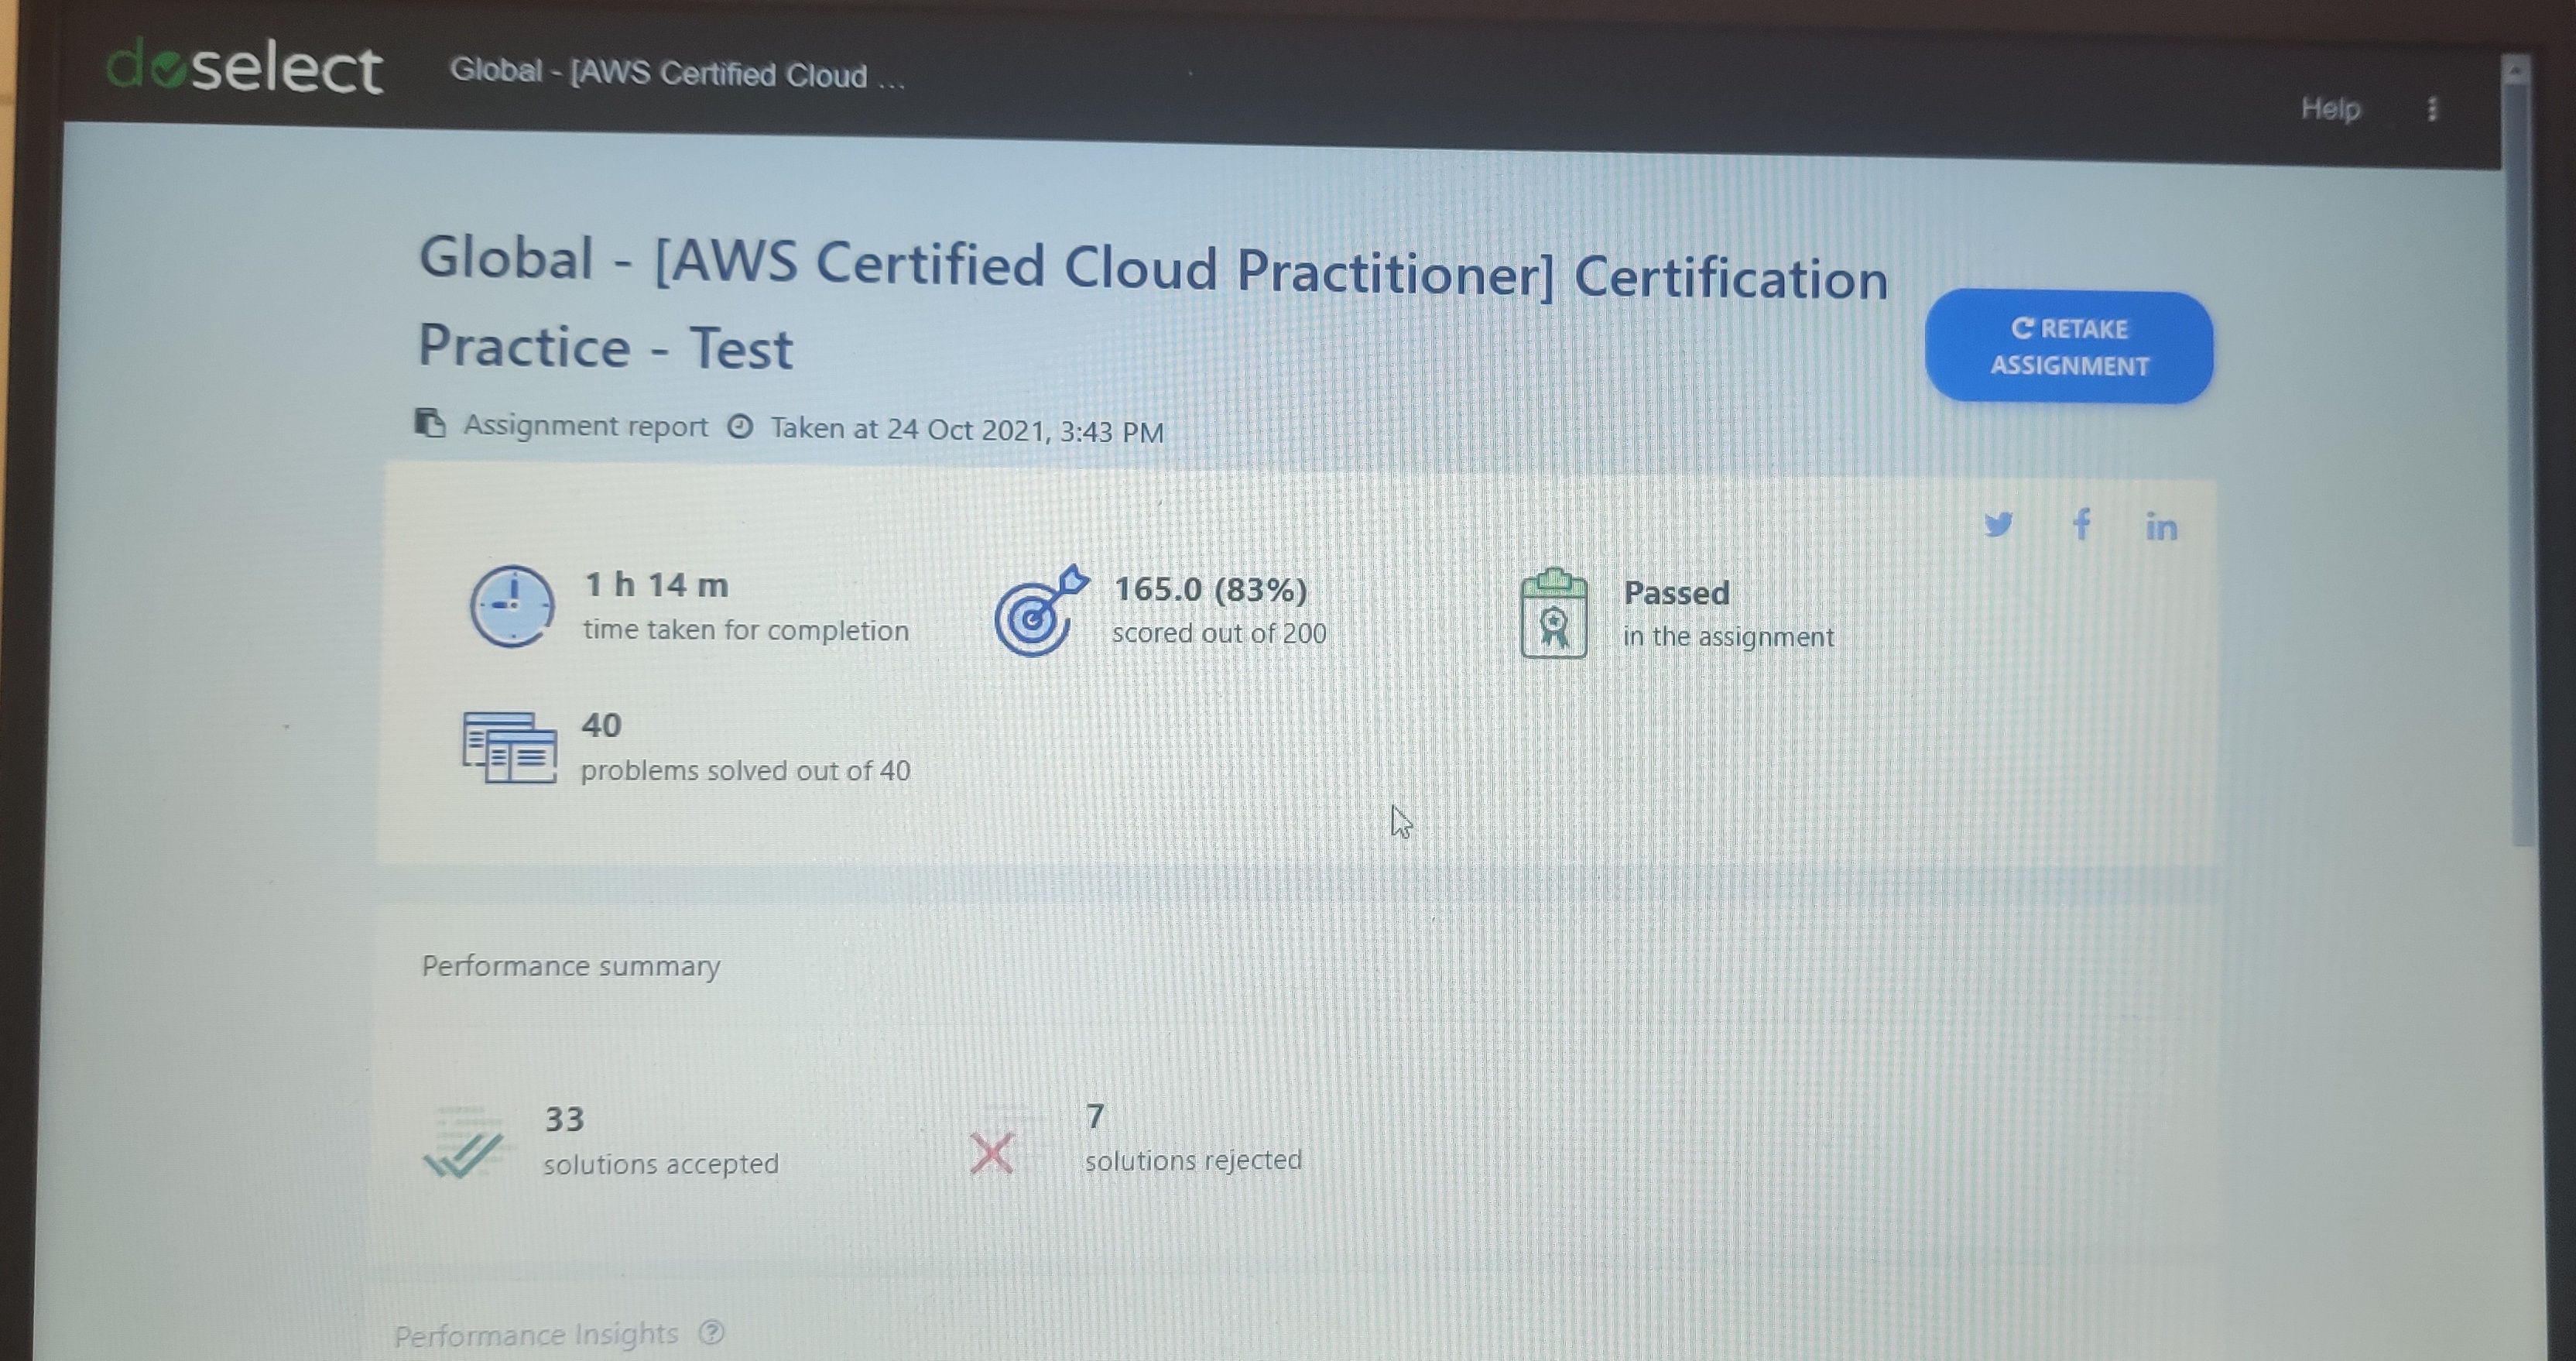 doselect
Global - [AWS Certified Cloud ...
Help
Global - [AWS Certified Cloud Practitioner] Certification
Practice - Test
RETAKE
ASSIGNMENT
Assignment report Taken at 24 Oct 2021, 3:43 PM
1 h 14 m
time taken for completion
165.0 (83%)
scored out of 200
Passed
in the assignment
40
problems solved out of 40
Performance summary
33
solutions accepted
7
solutions rejected
Performance Insights